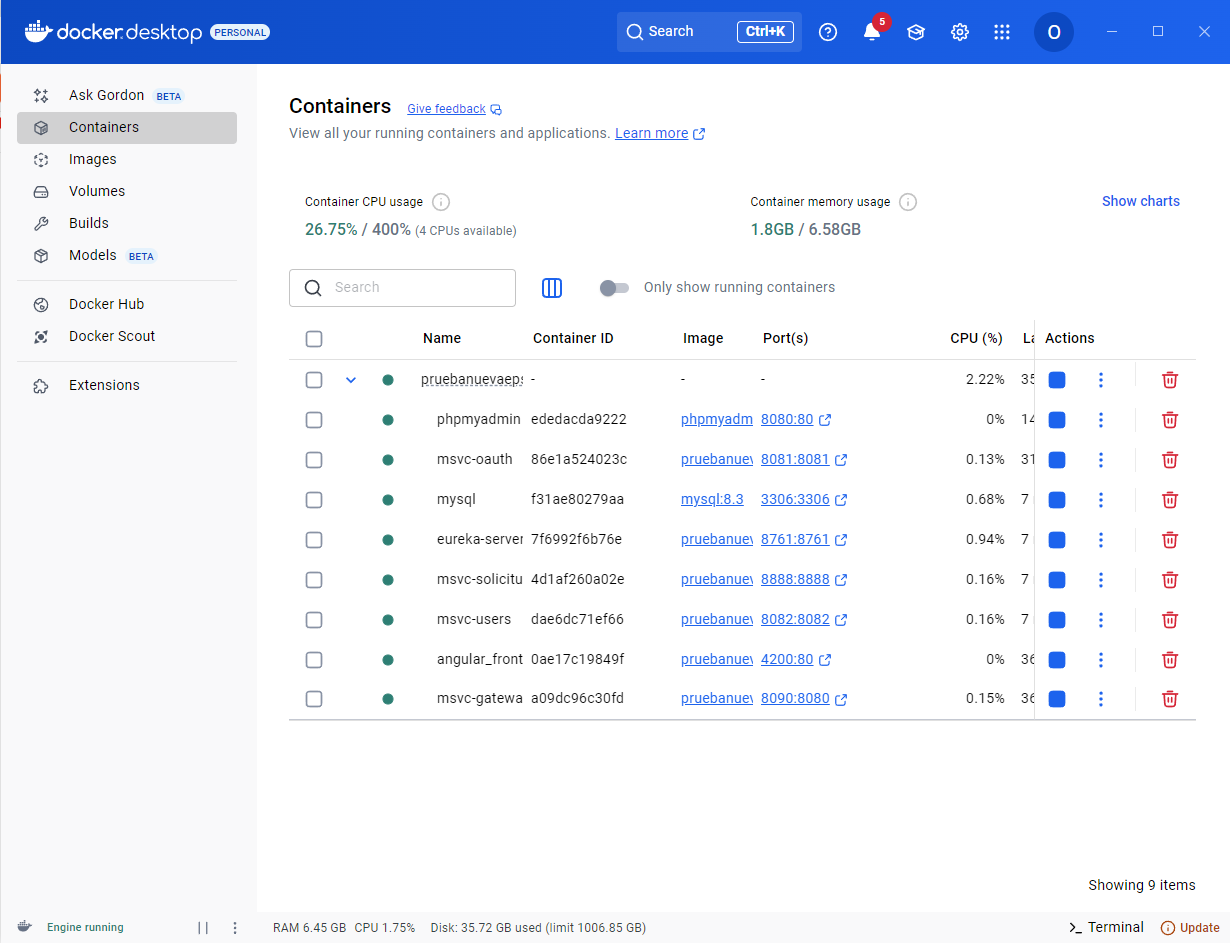 docker.desktop PERSONAL
Search Ctrl+K
5
O
Ask Gordon BETA
Containers
Images
Volumes
Builds
Models BETA
Docker Hub
Docker Scout
Extensions
Containers Give feedback
View all your running containers and applications. Learn more
Container CPU usage
26.75% / 400% (4 CPUs available)
Container memory usage
1.8GB / 6.58GB
Show charts
Search
Only show running containers
Name Container ID Image Port(s) CPU (%) La Actions
pruebanuevaeps - - - 2.22% 35
phpmyadmin ededacda9222 phpmyadm 8080:80 0% 14
msvc-oauth 86e1a524023c pruebanuev 8081:8081 0.13% 31
mysql f31ae80279aa mysql:8.3 3306:3306 0.68% 7
eureka-server 7f6992f6b76e pruebanuev 8761:8761 0.94% 7
msvc-solicitu 4d1af260a02e pruebanuev 8888:8888 0.16% 7
msvc-users dae6dc71ef66 pruebanuev 8082:8082 0.16% 7
angular_front 0ae17c19849f pruebanuev 4200:80 0% 36
msvc-gatewa a09dc96c30fd pruebanuev 8090:8080 0.15% 36
Showing 9 items
Engine running
RAM 6.45 GB CPU 1.75% Disk: 35.72 GB used (limit 1006.85 GB)
Terminal
Update